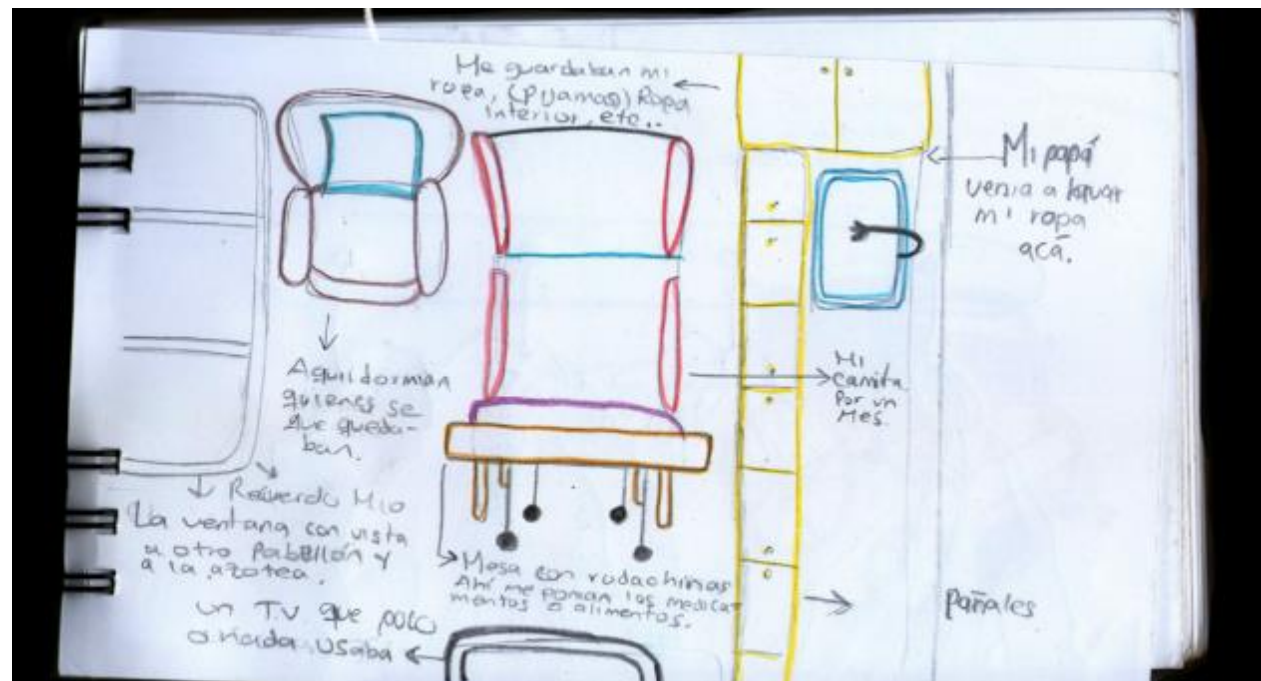 Me guardaban mi
ropa, (Pijamas) Ropa
interior, etc..
Mi papá
venia a lavar
mi ropa
acá.
Aqui dormian
quienes se
que queda-
ban.
Mi
camita
Por un
Mes.
Recuerdo Mio
La ventana con vista
a otro Pabellón y
a la azotea.
Mesa con rodachinas
Ahí me ponian los medica-
mentos o alimentos.
un T.V que poco
o nada usaba
pañales